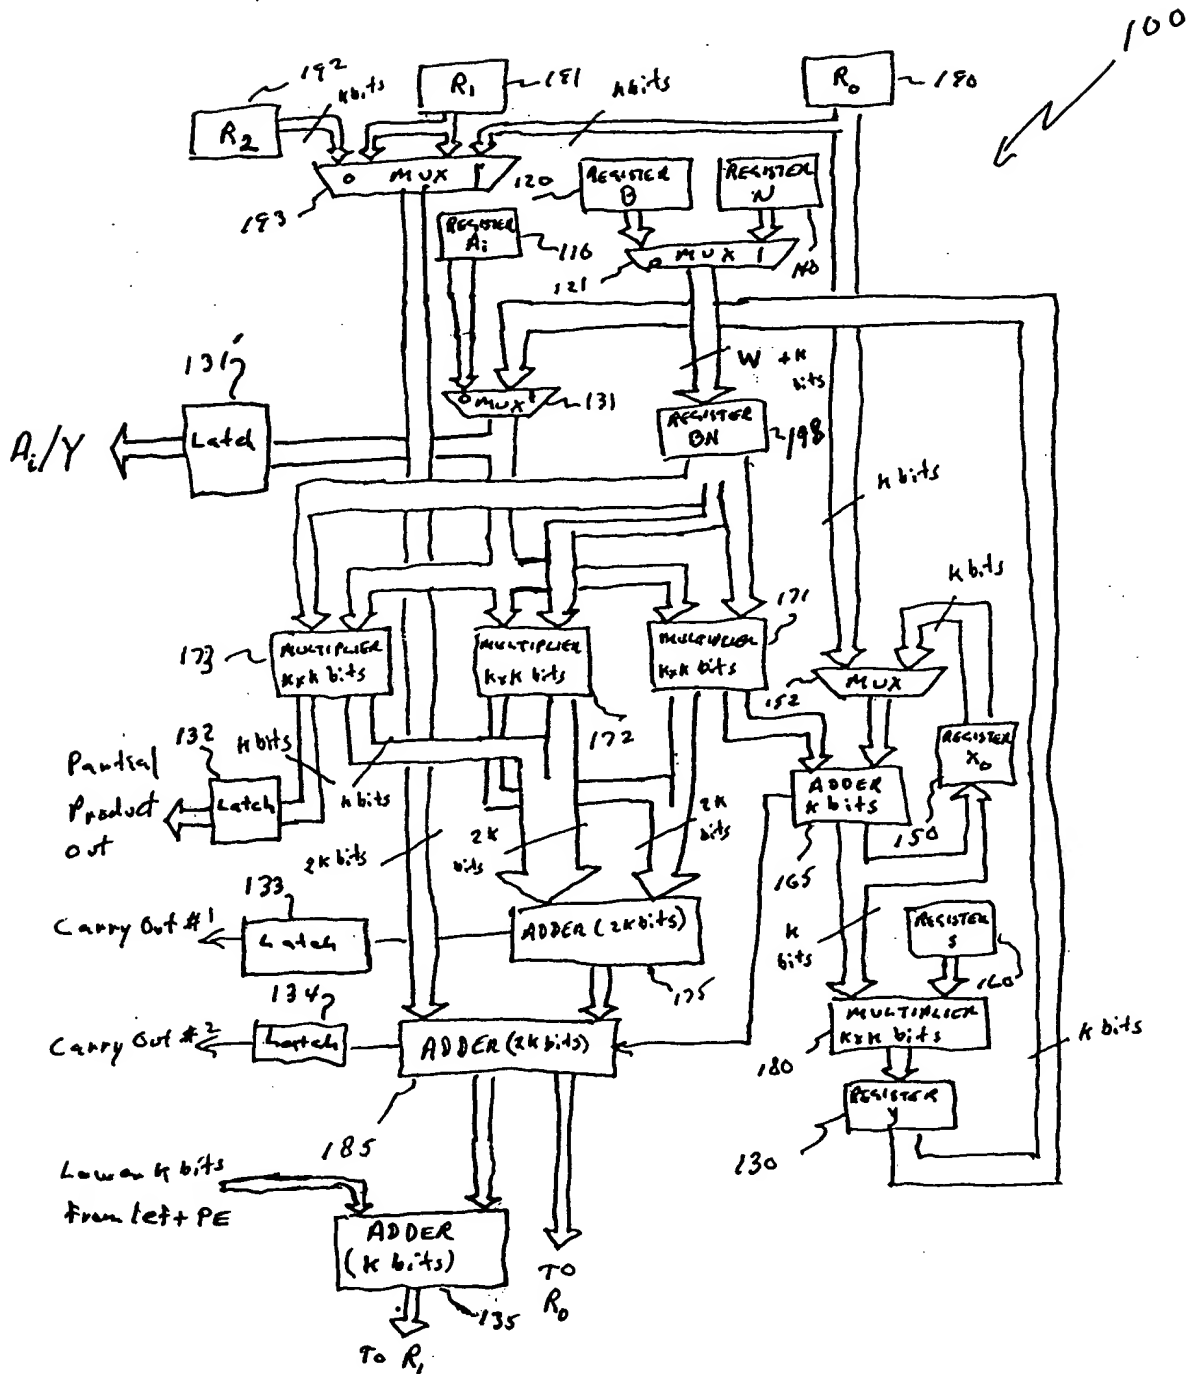 100
192
k bits
R2
R1
191
k bits
R0
190
0 MUX 1
193
120
REGISTER B
REGISTER N
REGISTER Ai
110
0 MUX 1
121
140
131'
Latch
Ai/Y
0 MUX 1
131
W + k bits
REGISTER BN
198
k bits
k bits
171
173
MULTIPLIER k x k bits
MULTIPLIER k x k bits
MULTIPLIER k x k bits
MUX
152
172
132
k bits
k bits
Partial Product out
Latch
REGISTER X0
150
ADDER k bits
165
2k bits
2k bits
2k bits
133
Carry Out #1
Latch
ADDER (2k bits)
175
k bits
REGISTER S
160
134
Carry Out #2
Latch
ADDER (2k bits)
185
MULTIPLIER k x k bits
180
k bits
REGISTER Y
130
Lower k bits
From left PE
ADDER
(k bits)
135
TO R0
TO R1